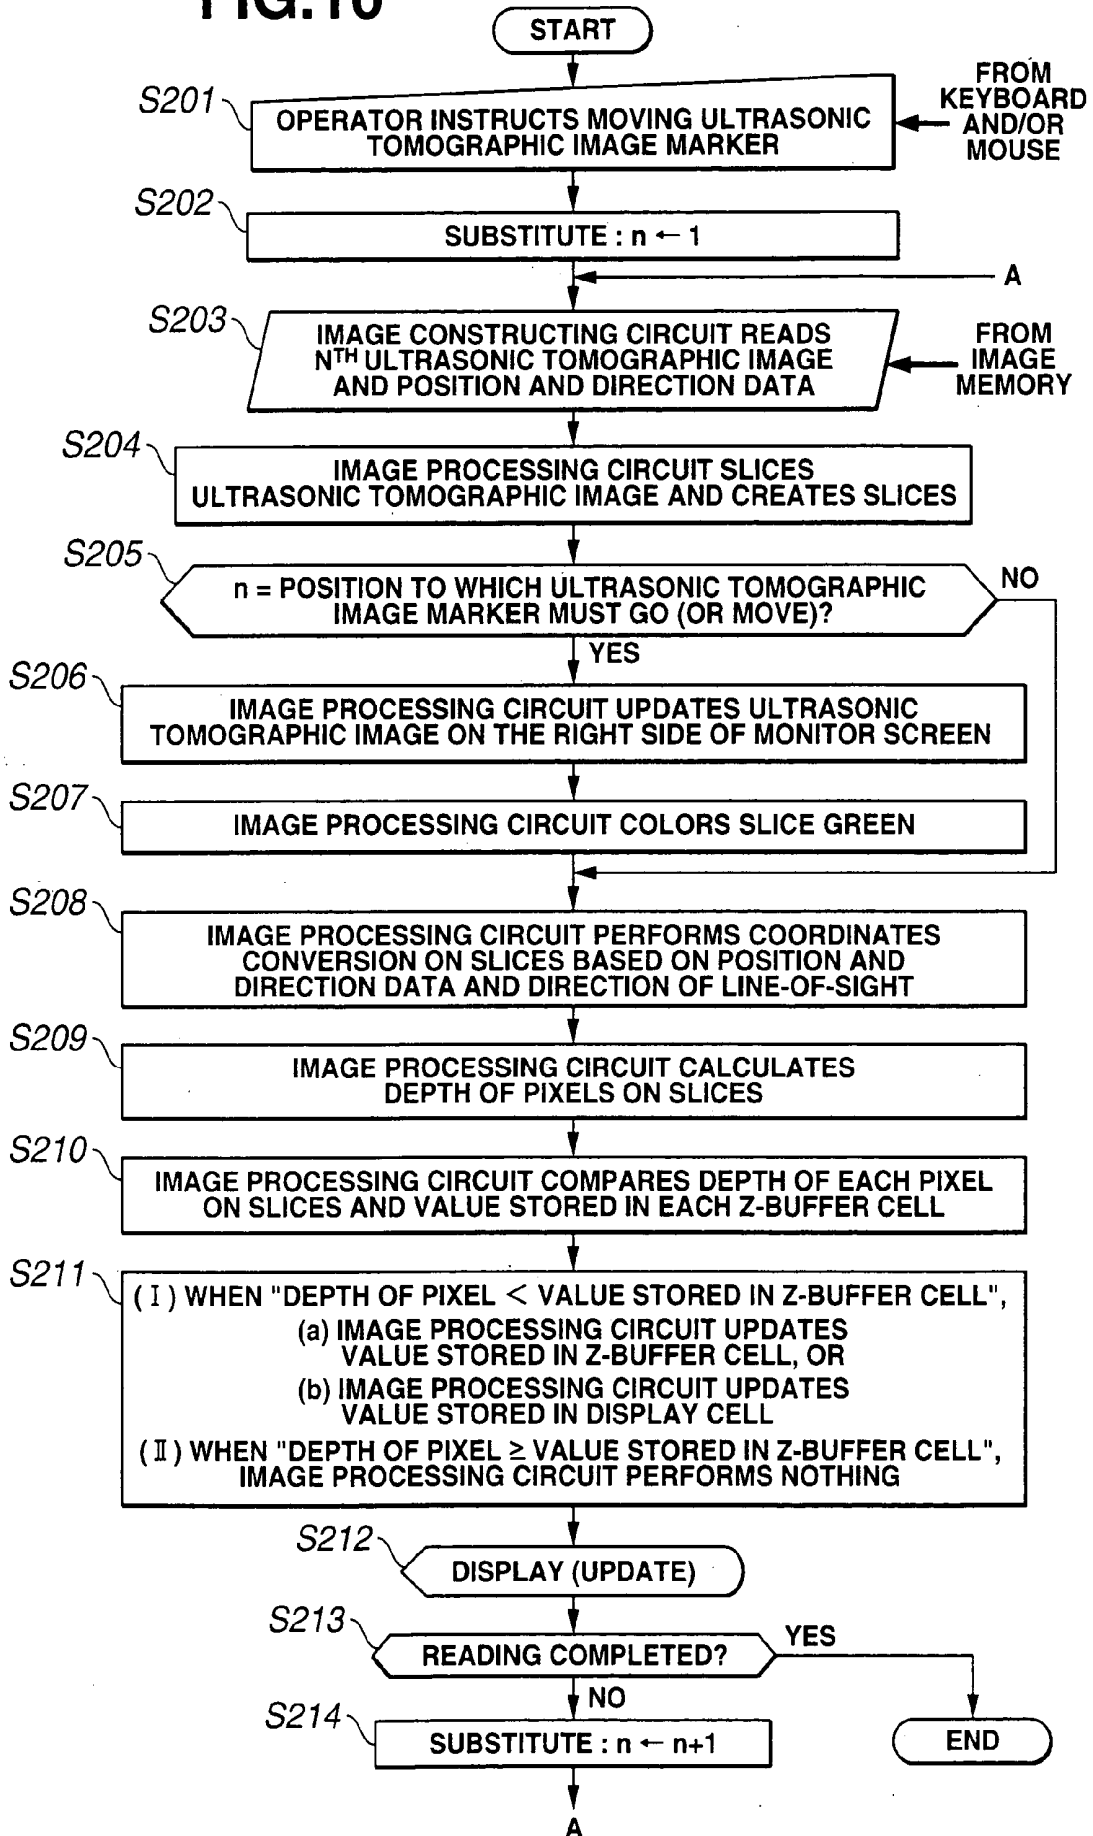 FIG.16
START
S201
OPERATOR INSTRUCTS MOVING ULTRASONIC
TOMOGRAPHIC IMAGE MARKER
FROM
KEYBOARD
AND/OR
MOUSE
S202
SUBSTITUTE : n ← 1
A
S203
IMAGE CONSTRUCTING CIRCUIT READS
NTH ULTRASONIC TOMOGRAPHIC IMAGE
AND POSITION AND DIRECTION DATA
FROM
IMAGE
MEMORY
S204
IMAGE PROCESSING CIRCUIT SLICES
ULTRASONIC TOMOGRAPHIC IMAGE AND CREATES SLICES
S205
n = POSITION TO WHICH ULTRASONIC TOMOGRAPHIC
IMAGE MARKER MUST GO (OR MOVE)?
NO
YES
S206
IMAGE PROCESSING CIRCUIT UPDATES ULTRASONIC
TOMOGRAPHIC IMAGE ON THE RIGHT SIDE OF MONITOR SCREEN
S207
IMAGE PROCESSING CIRCUIT COLORS SLICE GREEN
S208
IMAGE PROCESSING CIRCUIT PERFORMS COORDINATES
CONVERSION ON SLICES BASED ON POSITION AND
DIRECTION DATA AND DIRECTION OF LINE-OF-SIGHT
S209
IMAGE PROCESSING CIRCUIT CALCULATES
DEPTH OF PIXELS ON SLICES
S210
IMAGE PROCESSING CIRCUIT COMPARES DEPTH OF EACH PIXEL
ON SLICES AND VALUE STORED IN EACH Z-BUFFER CELL
S211
(Ⅰ) WHEN "DEPTH OF PIXEL < VALUE STORED IN Z-BUFFER CELL",
(a) IMAGE PROCESSING CIRCUIT UPDATES
VALUE STORED IN Z-BUFFER CELL, OR
(b) IMAGE PROCESSING CIRCUIT UPDATES
VALUE STORED IN DISPLAY CELL
(Ⅱ) WHEN "DEPTH OF PIXEL ≥ VALUE STORED IN Z-BUFFER CELL",
IMAGE PROCESSING CIRCUIT PERFORMS NOTHING
S212
DISPLAY (UPDATE)
S213
READING COMPLETED?
YES
NO
S214
SUBSTITUTE : n ← n+1
END
A